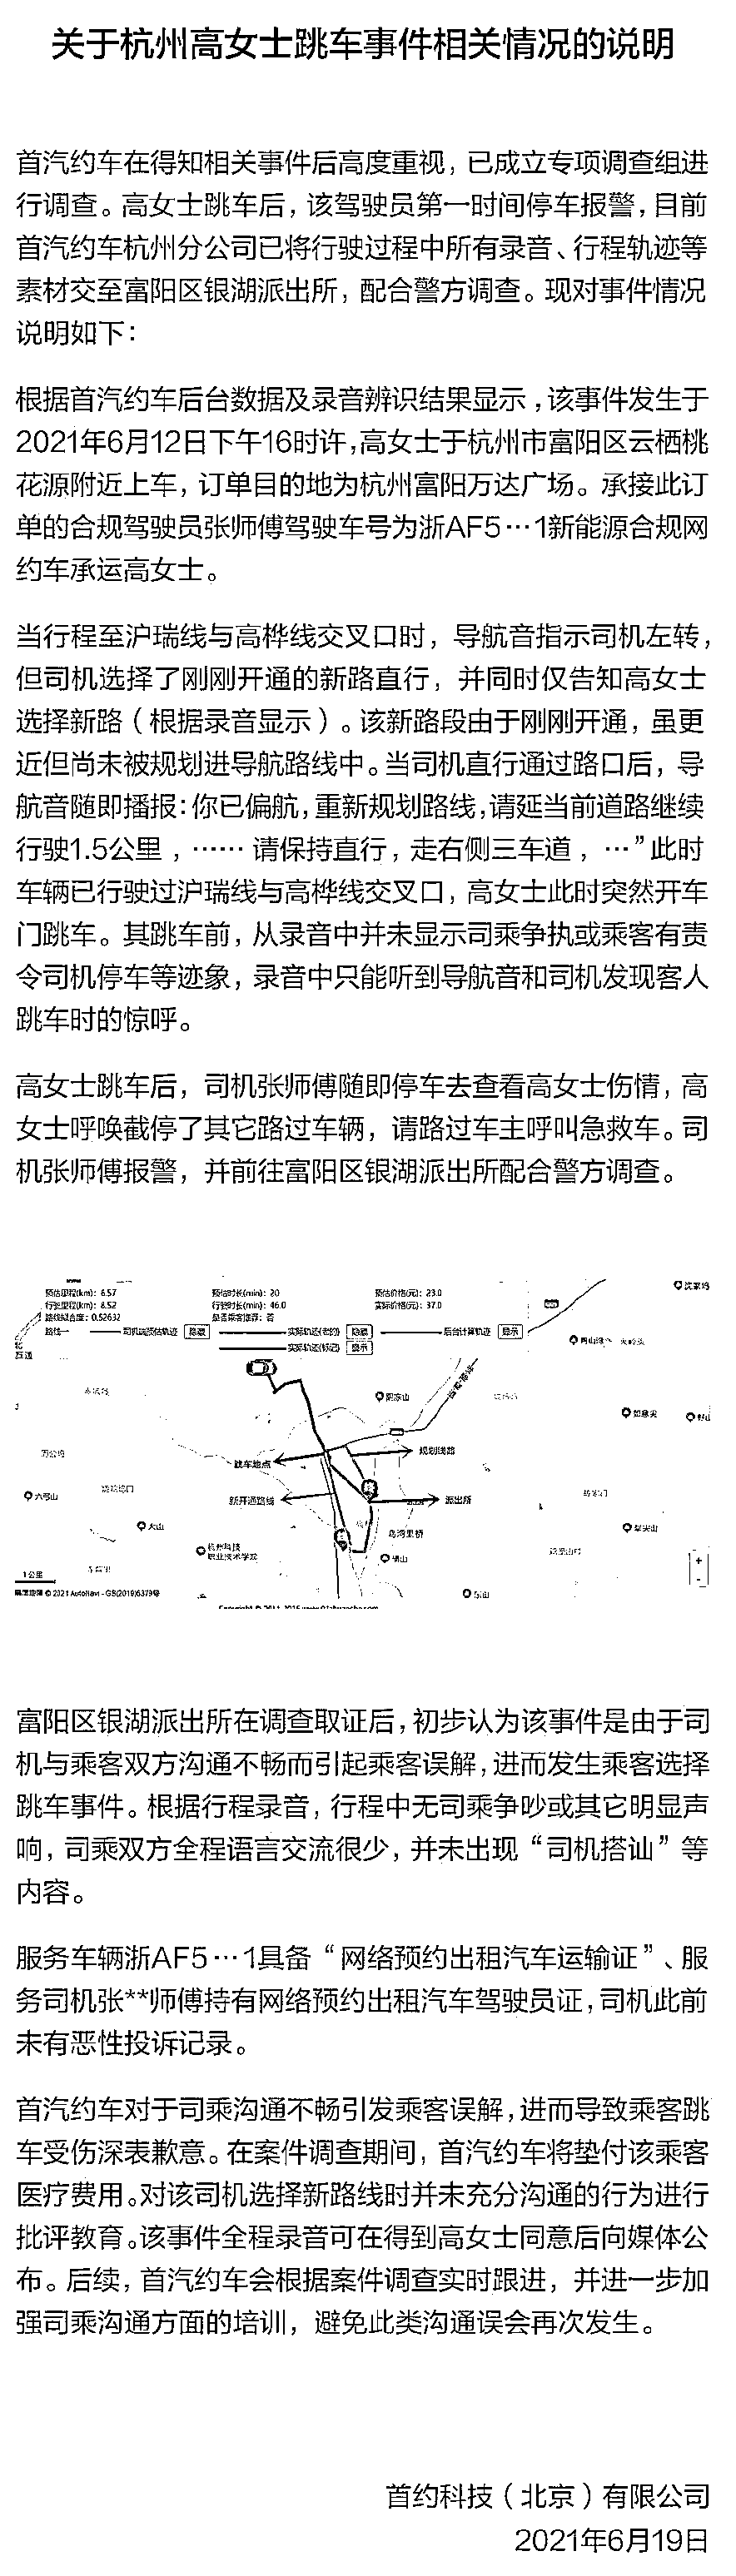 关于杭州高女士跳车事件相关情况的说明
首汽约车在得知相关事件后高度重视，已成立专项调查组进
行调查。高女士跳车后，该驾驶员第一时间停车报警，目前
首汽约车杭州分公司已将行驶过程中所有录音、行程轨迹等
素材交至富阳区银湖派出所，配合警方调查。现对事件情况
说明如下：
根据首汽约车后台数据及录音辨识结果显示，该事件发生于
2021年6月12日下午16时许，高女士于杭州市富阳区云栖桃
花源附近上车，订单目的地为杭州富阳万达广场。承接此订
单的合规驾驶员张师傅驾驶车号为浙AF5…1新能源合规网
约车承运高女士。
当行程至沪瑞线与高桦线交叉口时，导航音指示司机左转，
但司机选择了刚刚开通的新路直行，并同时仅告知高女士
选择新路（根据录音显示）。该新路段由于刚刚开通，虽更
近但尚未被规划进导航路线中。当司机直行通过路口后，导
航音随即播报：你已偏航，重新规划路线，请延当前道路继续
行驶1.5公里，……请保持直行，走右侧三车道，…”此时
车辆已行驶过沪瑞线与高桦线交叉口，高女士此时突然开车
门跳车。其跳车前，从录音中并未显示司乘争执或乘客有责
令司机停车等迹象，录音中只能听到导航音和司机发现客人
跳车时的惊呼。
高女士跳车后，司机张师傅随即停车去查看高女士伤情，高
女士呼唤截停了其它路过车辆，请路过车主呼叫急救车。司
机张师傅报警，并前往富阳区银湖派出所配合警方调查。
预估里程(km)：6.57 预估时长(min)：20 预估价格(元)：23.0
行驶里程(km)：8.52 行驶时长(min)：46.0 实际价格(元)：37.0
路线拟合度：0.52632 是否乘客推荐：否
路线一 司机端预估轨迹 隐藏 实际轨迹(老的) 隐藏 后台计算轨迹 显示
实际轨迹(标记) 显示
跳车地点
规划线路
新开通路线
派出所
六弓山
大山
杭州科技
职业技术学院
乌鸿里桥
如意尖
1公里
© 2021 AutoNavi - GS(2019)6379号
富阳区银湖派出所在调查取证后，初步认为该事件是由于司
机与乘客双方沟通不畅而引起乘客误解，进而发生乘客选择
跳车事件。根据行程录音，行程中无司乘争吵或其它明显声
响，司乘双方全程语言交流很少，并未出现“司机搭讪”等
内容。
服务车辆浙AF5…1具备“网络预约出租汽车运输证”、服
务司机张**师傅持有网络预约出租汽车驾驶员证，司机此前
未有恶性投诉记录。
首汽约车对于司乘沟通不畅引发乘客误解，进而导致乘客跳
车受伤深表歉意。在案件调查期间，首汽约车将垫付该乘客
医疗费用。对该司机选择新路线时并未充分沟通的行为进行
批评教育。该事件全程录音可在得到高女士同意后向媒体公
布。后续，首汽约车会根据案件调查实时跟进，并进一步加
强司乘沟通方面的培训，避免此类沟通误会再次发生。
首约科技（北京）有限公司
2021年6月19日